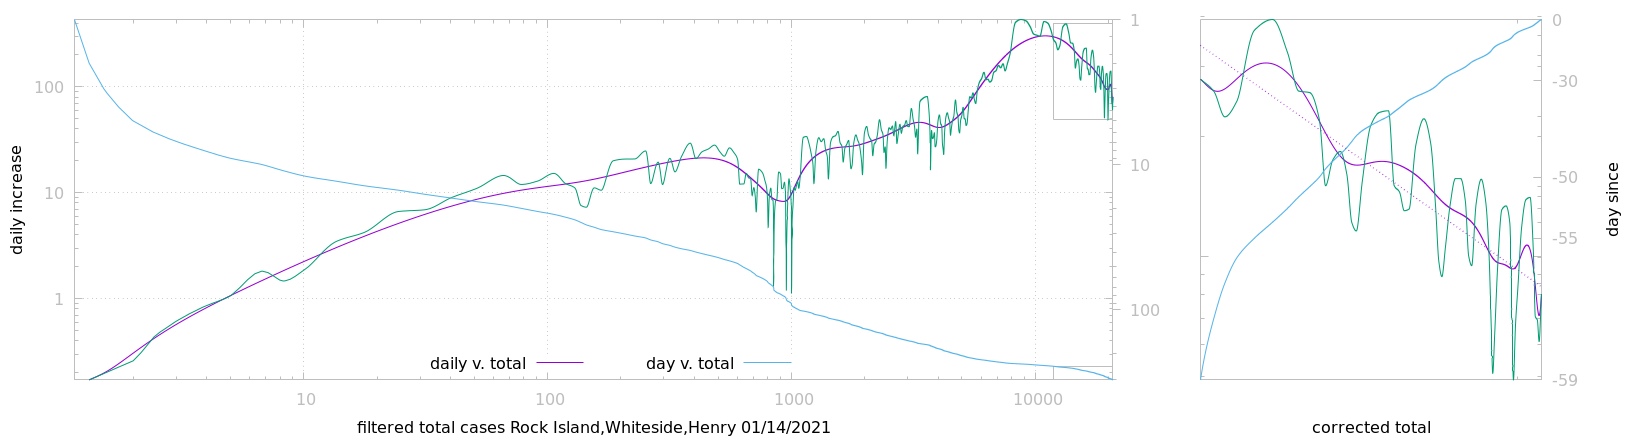 daily increase
100
10
1
daily v. total
day v. total
1
10
100
10
100
1000
10000
filtered total cases Rock Island,Whiteside,Henry 01/14/2021
0
-30
-50
-55
-59
day since
corrected total